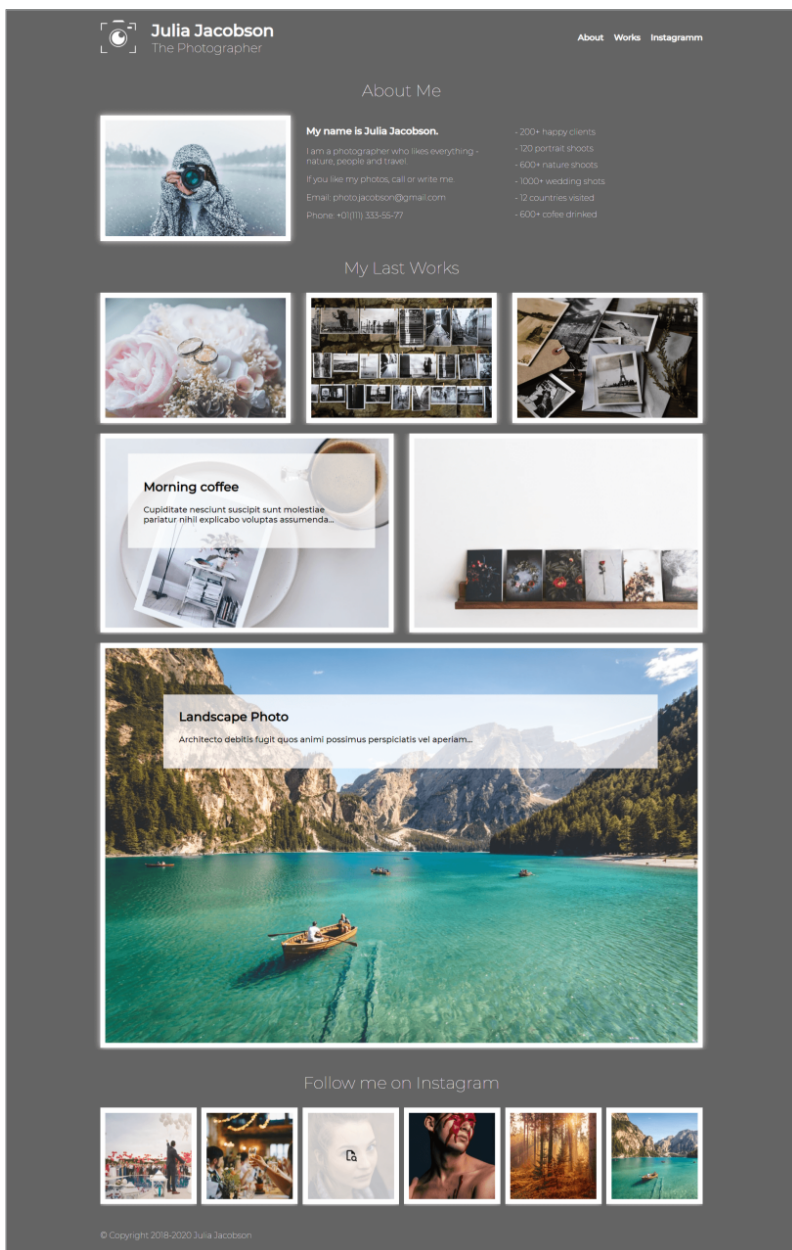 Julia Jacobson
The Photographer
About Works Instagramm
About Me
My name is Julia Jacobson.
I am a photographer who likes everything -
nature, people and travel
If you like my photos, call or write me
Email: photo.jacobson@gmail.com
Phone: +01(111) 333-55-77
- 200+ happy clients
- 120 portrait shoots
- 600+ nature shoots
- 1000+ wedding shots
- 12 countries visited
- 600+ cofee drinked
My Last Works
Morning coffee
Cupiditate nesciunt suscipit sunt molestiae
pariatur nihil explicabo voluptas assumenda...
Landscape Photo
Architecto debitis fugit quos animi possimus perspiciatis vel aperiam...
Follow me on Instagram
© Copyright 2018-2020 Julia Jacobson